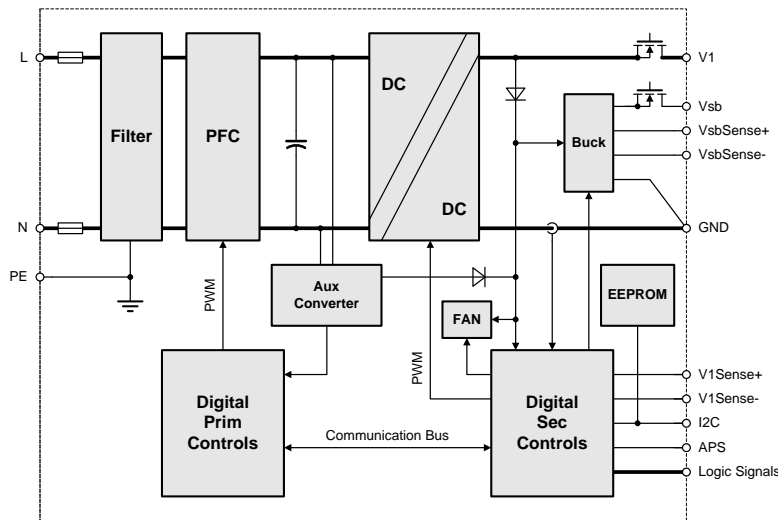 L
V1
DC
Vsb
VsbSense+
Filter
PFC
Buck
VsbSense-
DC
N
GND
PE
PWM
Aux
Converter
EEPROM
FAN
PWM
Digital
Prim
Controls
Communication Bus
Digital
Sec
Controls
V1Sense+
V1Sense-
I2C
APS
Logic Signals